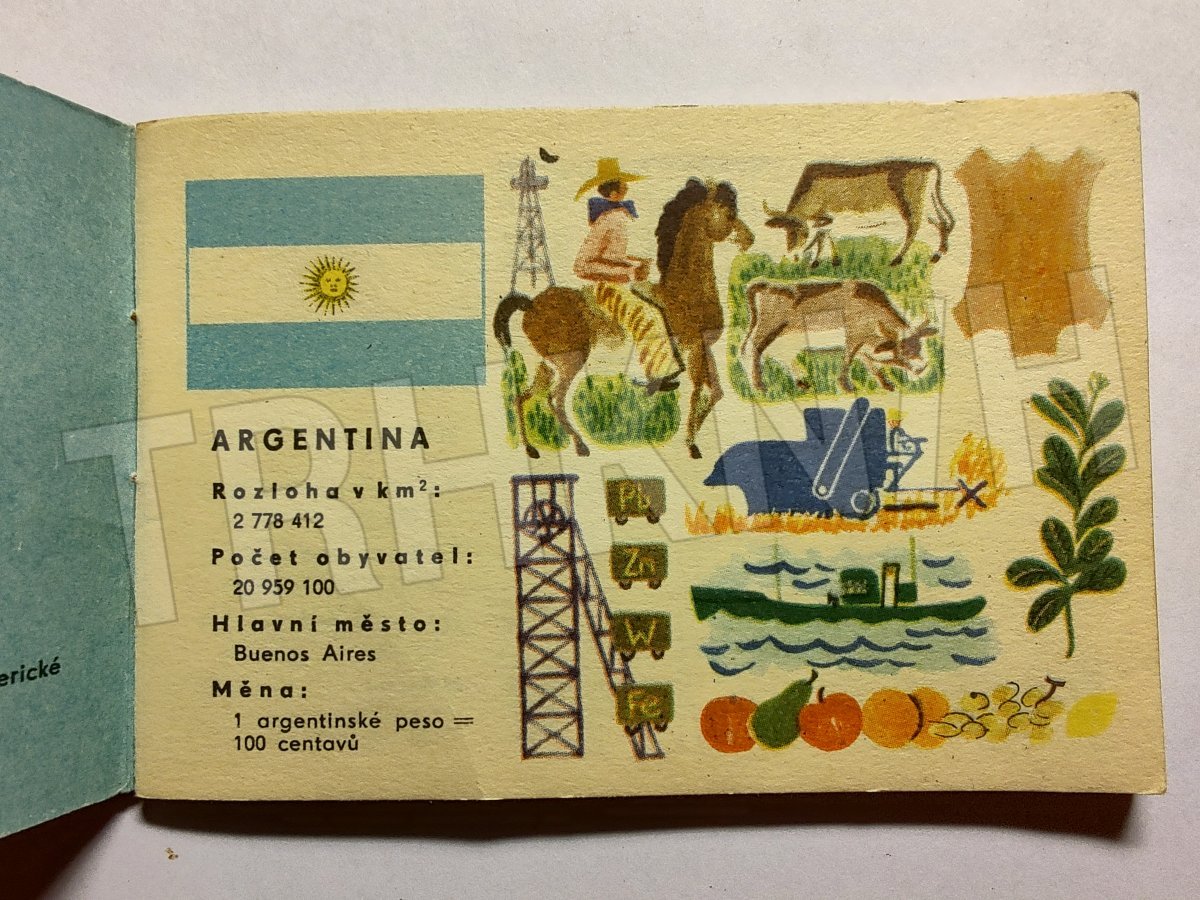 erické
ARGENTINA
Rozloha v km²:
2 778 412
Počet obyvatel:
20 959 100
Hlavní město:
Buenos Aires
Měna:
1 argentinské peso =
100 centavů
Pb
Zn
W
Fe